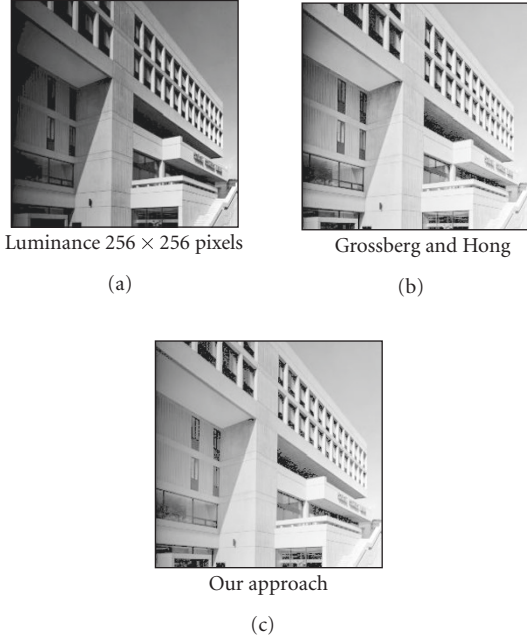 Luminance 256 × 256 pixels
(a)
Grossberg and Hong
(b)
Our approach
(c)